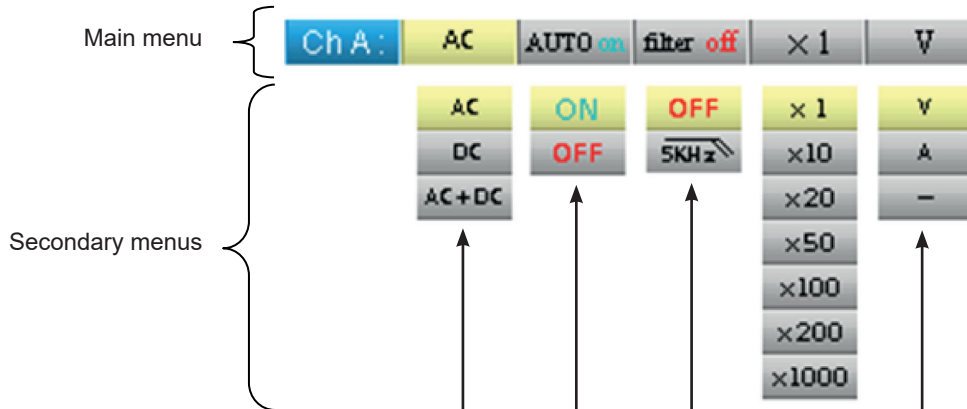 Main menu
Ch A: AC AUTO on filter off × 1 V
Secondary menus
AC ON OFF × 1 V
DC OFF 5KHz ×10 A
AC+DC ×20 –
×50
×100
×200
×1000